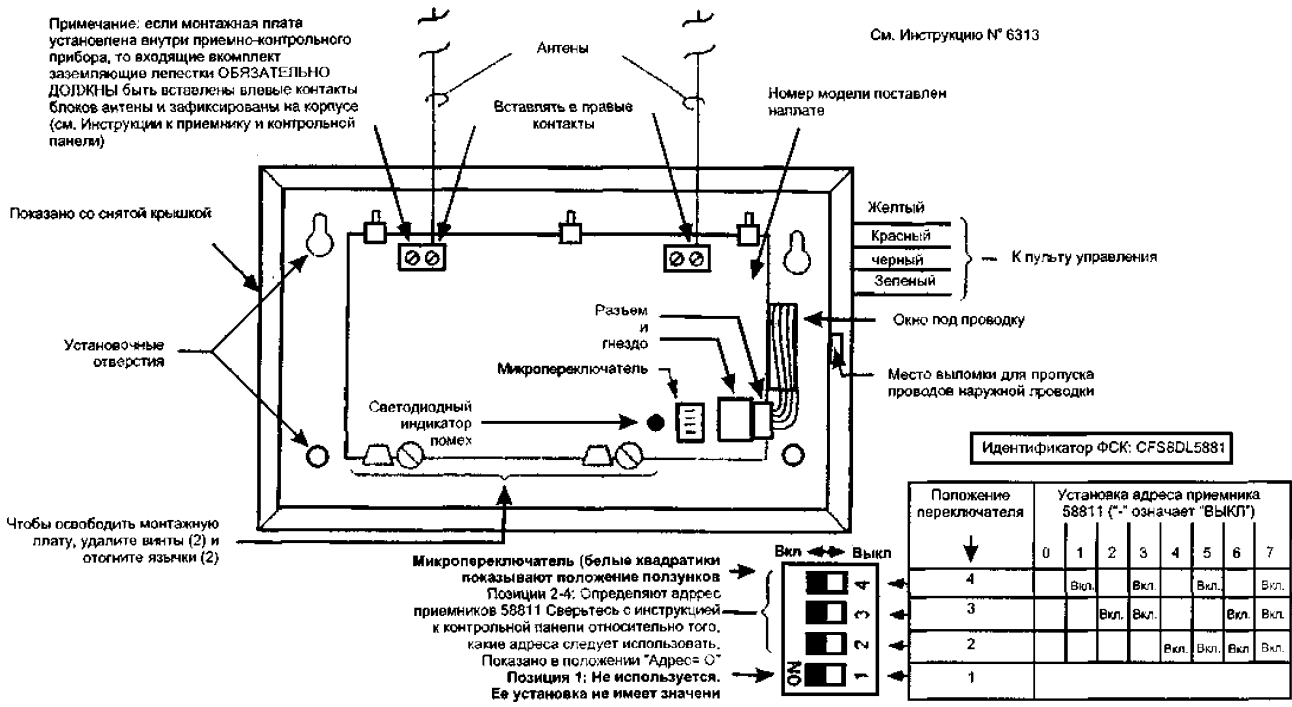 Примечание: если монтажная плата
установлена внутри приемно-контрольного
прибора, то входящие вкомплект
заземляющие лепестки ОБЯЗАТЕЛЬНО
ДОЛЖНЫ быть вставлены влевые контакты
блоков антены и зафиксированы на корпусе
(см. Инструкции к приемнику и контрольной
панели)
Антены
См. Инструкцию N° 6313
Вставлять в правые
контакты
Номер модели поставлен
наплате
Показано со снятой крышкой
Желтый
Красный
черный
Зеленый
К пульту управления
Установочные
отверстия
Разъем
и
гнездо
Окно под проводку
Микропереключатель
Место выломки для пропуска
проводов наружной проводки
Светодиодный
индикатор
помех
Идентификатор ФСК: CFS8DL5881
Чтобы освободить монтажную
плату, удалите винты (2) и
отогните язычки (2)
Микропереключатель (белые квадратики
показывают положение ползунков
Позиции 2-4: Определяют адррес
приемников 58811 Сверьтесь с инструкцией
к контрольной панели относительно того,
какие адреса следует использовать.
Показано в положении "Адрес= О"
Позиция 1: Не используется.
Ее установка не имеет значени
Вкл Выкл
4
3
2
1
ON
Положение
переключателя
Установка адреса приемника
58811 ("-" означает "ВЫКЛ")
0 1 2 3 4 5 6 7
4 Вкл. Вкл. Вкл. Вкл.
3 Вкл. Вкл. Вкл. Вкл.
2 Вкл. Вкл. Вкл Вкл.
1